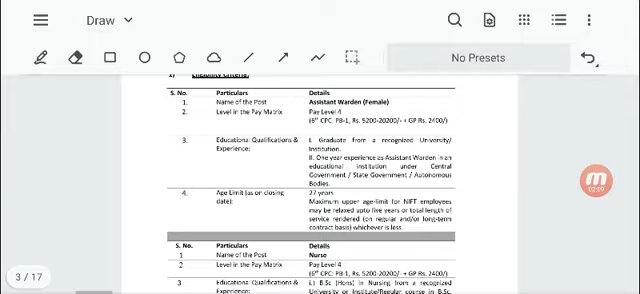 Draw
No Presets
1) Eligibility Criteria:
S. No. Particulars Details
1. Name of the Post Assistant Warden (Female)
2. Level in the Pay Matrix Pay Level 4
(6th CPC: PB-1, Rs. 5200-20200/- + GP Rs. 2400/)
3. Educational Qualifications & I. Graduate from a recognized University/
Experience: Institution.
II. One year experience as Assistant Warden in an
educational institution under Central
Government / State Government / Autonomous
Bodies.
4. Age Limit (as on closing 27 years
date): Maximum upper age-limit for NIFT employees
may be relaxed upto five years or total length of
service rendered (on regular and/or long-term
contract basis) whichever is less.
S. No. Particulars Details
1 Name of the Post Nurse
2 Level in the Pay Matrix Pay Level 4
(6th CPC: PB-1, Rs. 5200-20200/- + GP Rs. 2400/)
3 Educational Qualifications & i.) B.Sc (Hons) in Nursing from a recognized
Experience: University or Institute/Regular course in B.Sc.
3 / 17
02:09